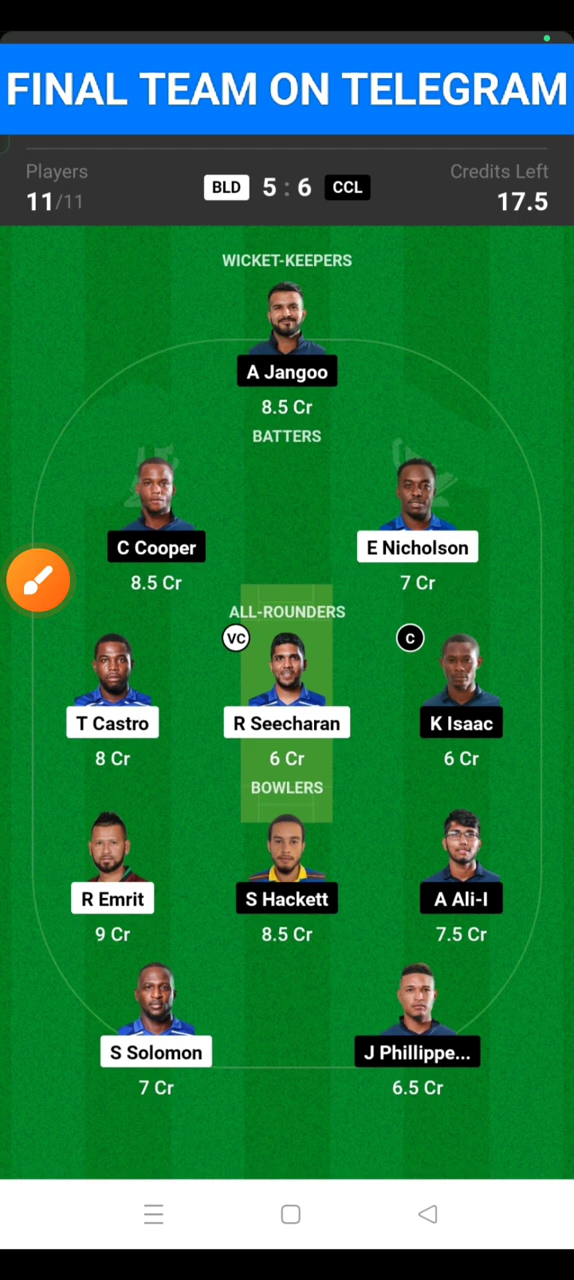 FINAL TEAM ON TELEGRAM
Players
11/11
BLD 5 : 6 CCL
Credits Left
17.5
WICKET-KEEPERS
A Jangoo
8.5 Cr
BATTERS
C Cooper
8.5 Cr
E Nicholson
7 Cr
ALL-ROUNDERS
T Castro
8 Cr
VC
R Seecharan
6 Cr
C
K Isaac
6 Cr
BOWLERS
R Emrit
9 Cr
S Hackett
8.5 Cr
A Ali-I
7.5 Cr
S Solomon
7 Cr
J Phillippe...
6.5 Cr